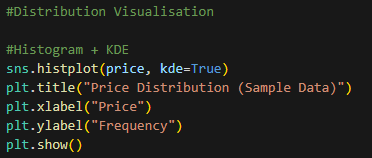 #Distribution Visualisation
#Histogram + KDE
sns.histplot(price, kde=True)
plt.title("Price Distribution (Sample Data)")
plt.xlabel("Price")
plt.ylabel("Frequency")
plt.show()